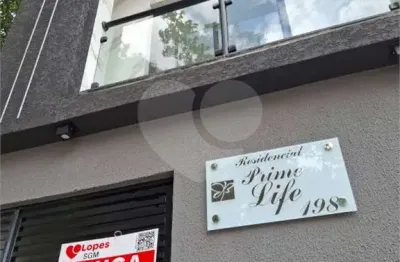 Residencial
Prime
Life
198
Lopes
SGM